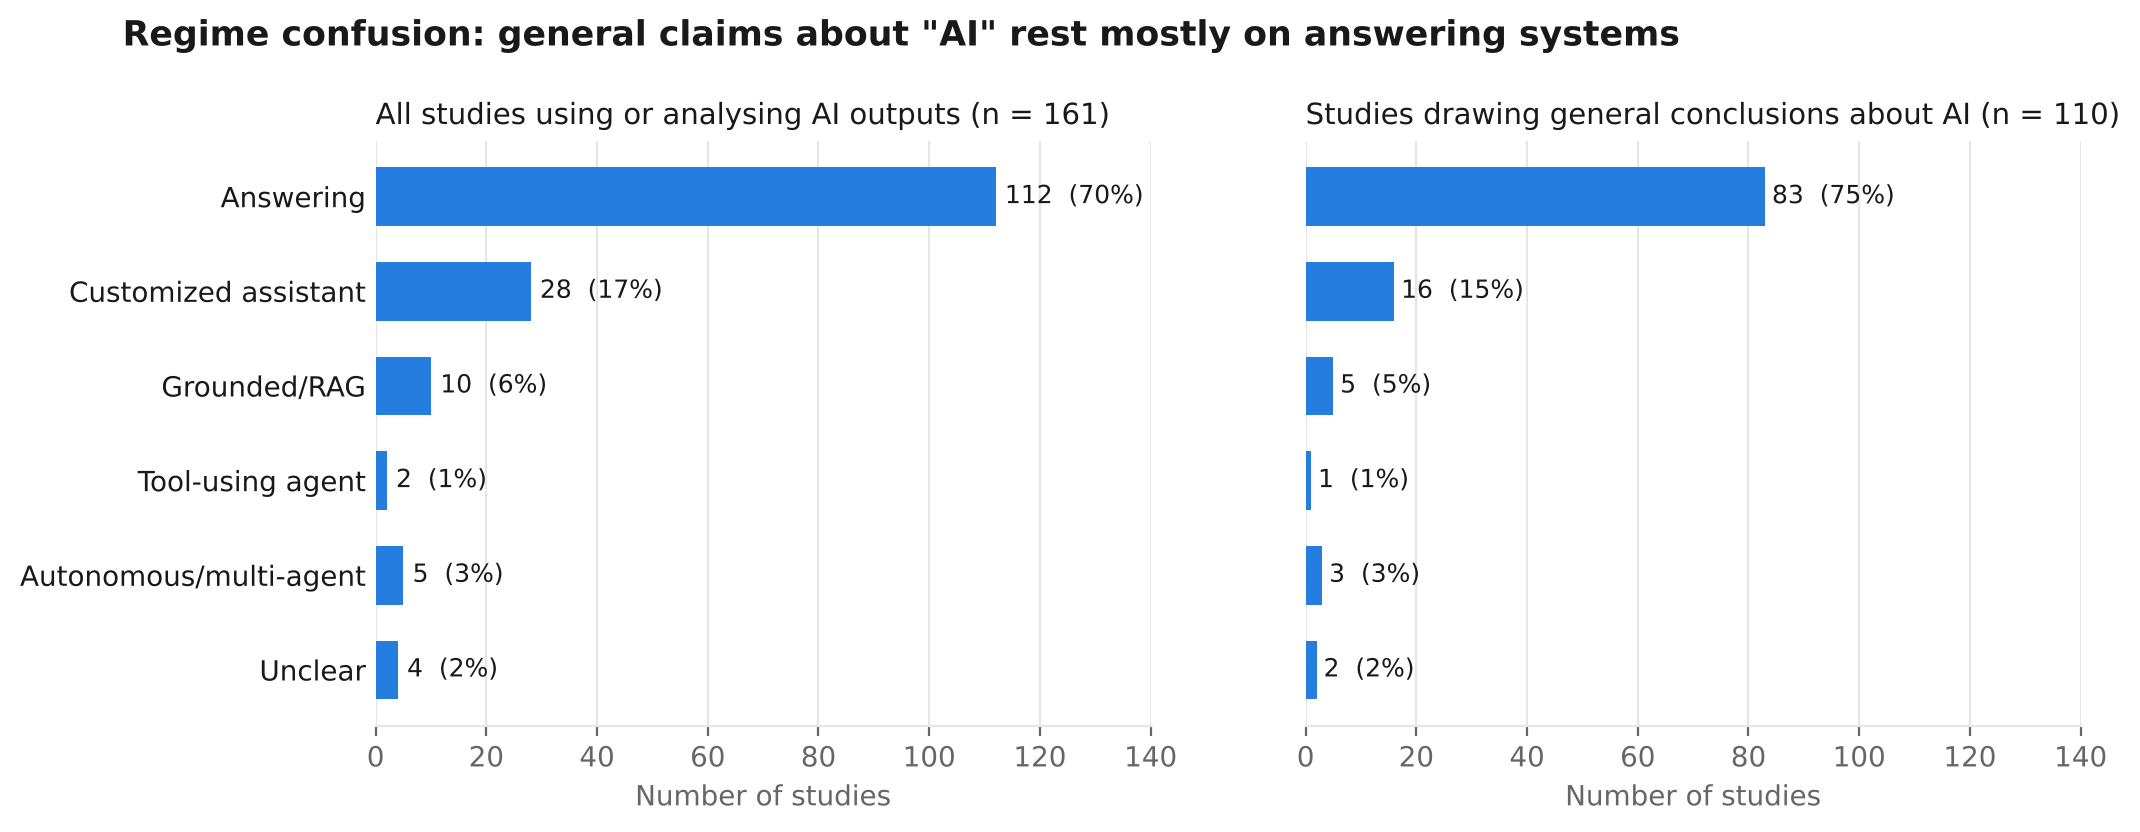 Regime confusion: general claims about "AI" rest mostly on answering systems
All studies using or analysing AI outputs (n = 161)
Answering
112 (70%)
Customized assistant
28 (17%)
Grounded/RAG
10 (6%)
Tool-using agent
2 (1%)
Autonomous/multi-agent
5 (3%)
Unclear
4 (2%)
0 20 40 60 80 100 120 140
Number of studies
Studies drawing general conclusions about AI (n = 110)
83 (75%)
16 (15%)
5 (5%)
1 (1%)
3 (3%)
2 (2%)
0 20 40 60 80 100 120 140
Number of studies